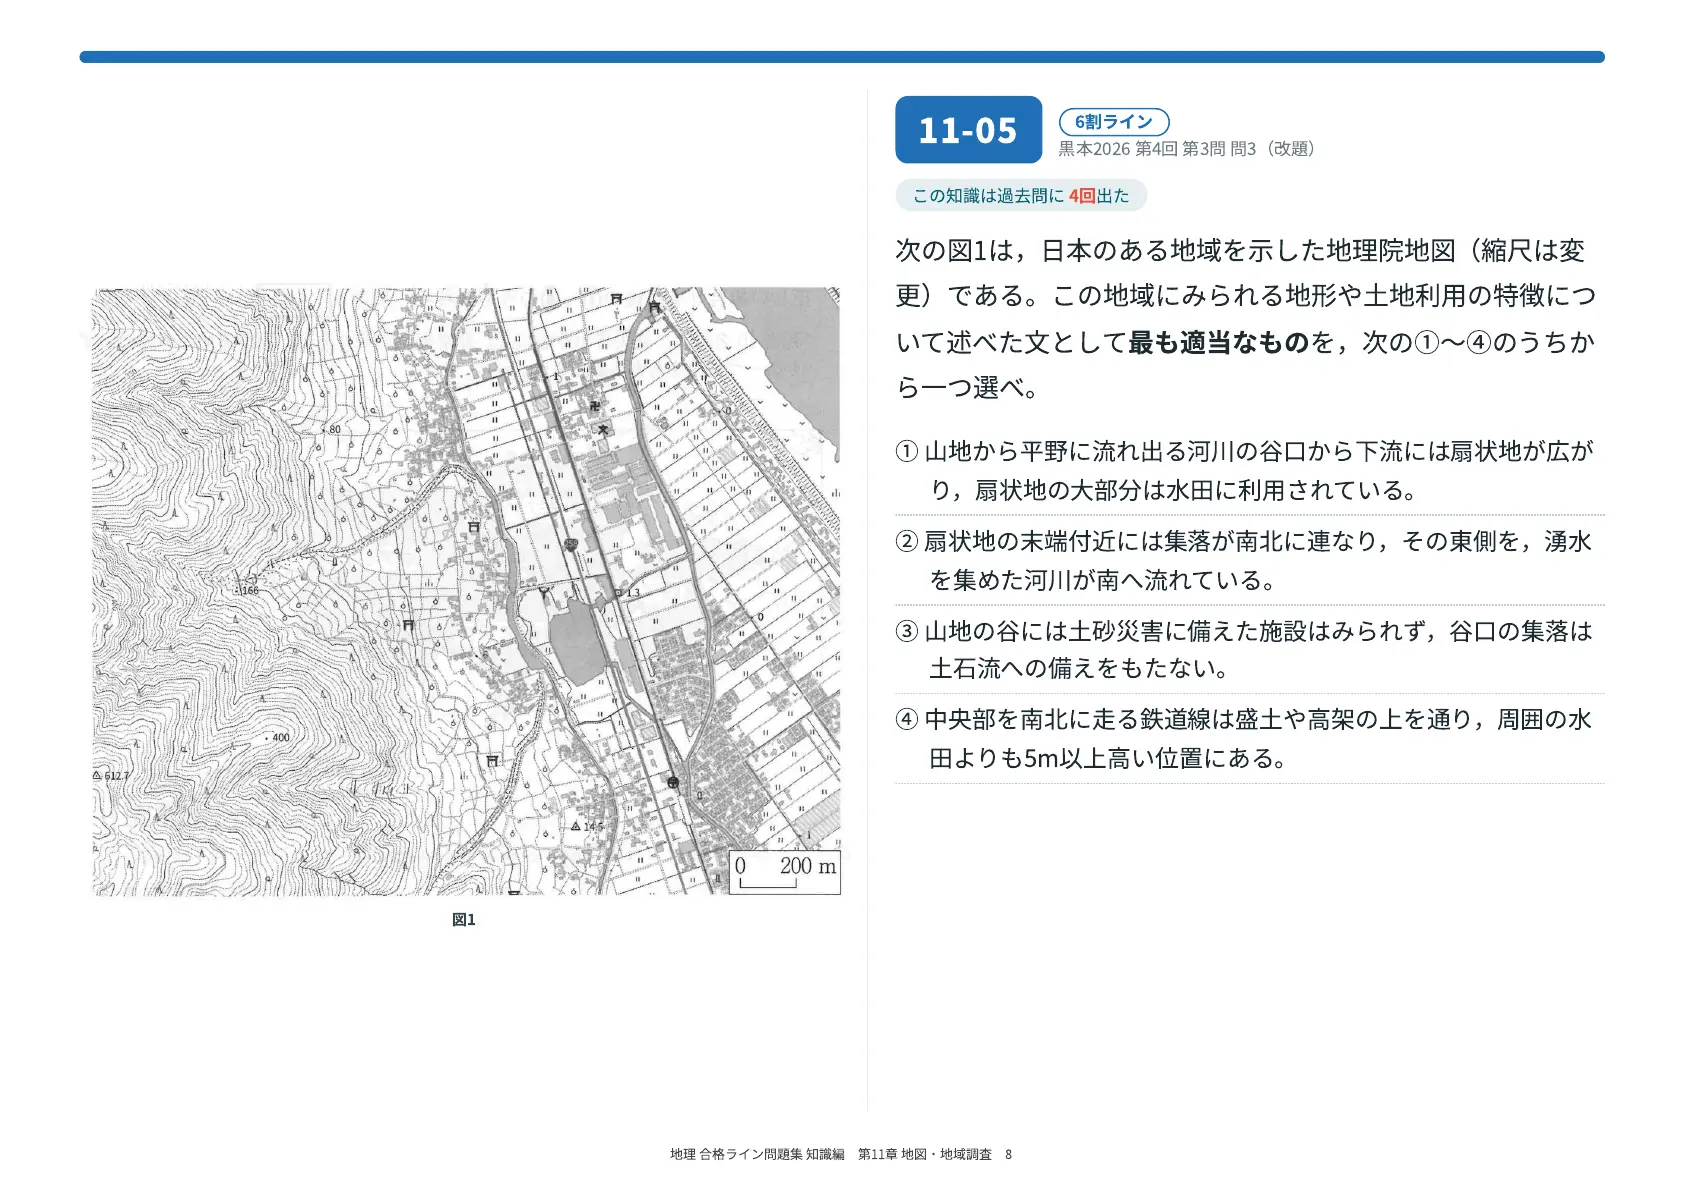 11-05
6割ライン
黒本2026 第4回 第3問 問3（改題）
この知識は過去問に 4回出た
次の図1は，日本のある地域を示した地理院地図（縮尺は変
更）である。この地域にみられる地形や土地利用の特徴につ
いて述べた文として最も適当なものを，次の①〜④のうちか
ら一つ選べ。
① 山地から平野に流れ出る河川の谷口から下流には扇状地が広が
り，扇状地の大部分は水田に利用されている。
② 扇状地の末端付近には集落が南北に連なり，その東側を，湧水
を集めた河川が南へ流れている。
③ 山地の谷には土砂災害に備えた施設はみられず，谷口の集落は
土石流への備えをもたない。
④ 中央部を南北に走る鉄道線は盛土や高架の上を通り，周囲の水
田よりも5m以上高い位置にある。
80
166
400
612.7
14.5
1.3
0
0
1
0 200 m
図1
地理 合格ライン問題集 知識編 第11章 地図・地域調査 8